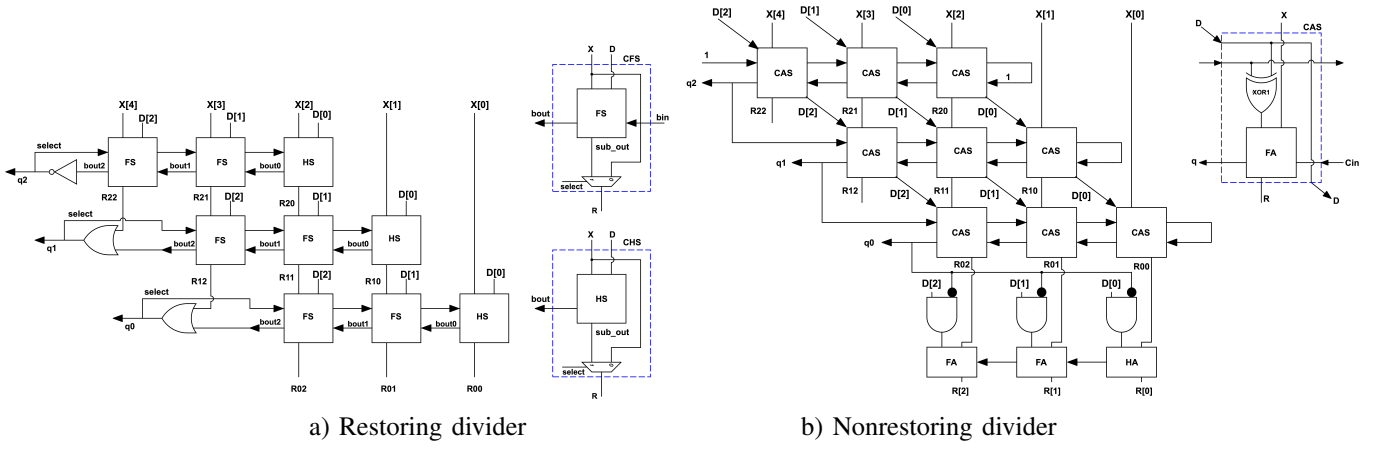 X[4] X[3] X[2] X[1] X[0]
D[2] D[1] D[0]
select
bout2 bout1 bout0
FS FS HS
q2
R22 R21 R20
D[2] D[1] D[0]
select
bout2 bout1 bout0
FS FS HS
q1
R12 R11 R10
D[2] D[1] D[0]
select
bout2 bout1 bout0
FS FS HS
q0
R02 R01 R00
X D
CFS
FS
bout bin
sub_out
1 0
select
R
X D
CHS
HS
bout
sub_out
1 0
select
R
a) Restoring divider
D[2] X[4] D[1] X[3] D[0] X[2] X[1] X[0]
1
CAS CAS CAS
1
q2
R22 D[2] R21 D[1] R20 D[0]
CAS CAS CAS
q1
R12 D[2] R11 D[1] R10 D[0]
CAS CAS CAS
q0
R02 R01 R00
D[2] D[1] D[0]
FA FA HA
R[2] R[1] R[0]
X
D
CAS
XOR1
FA
q Cin
R D
b) Nonrestoring divider